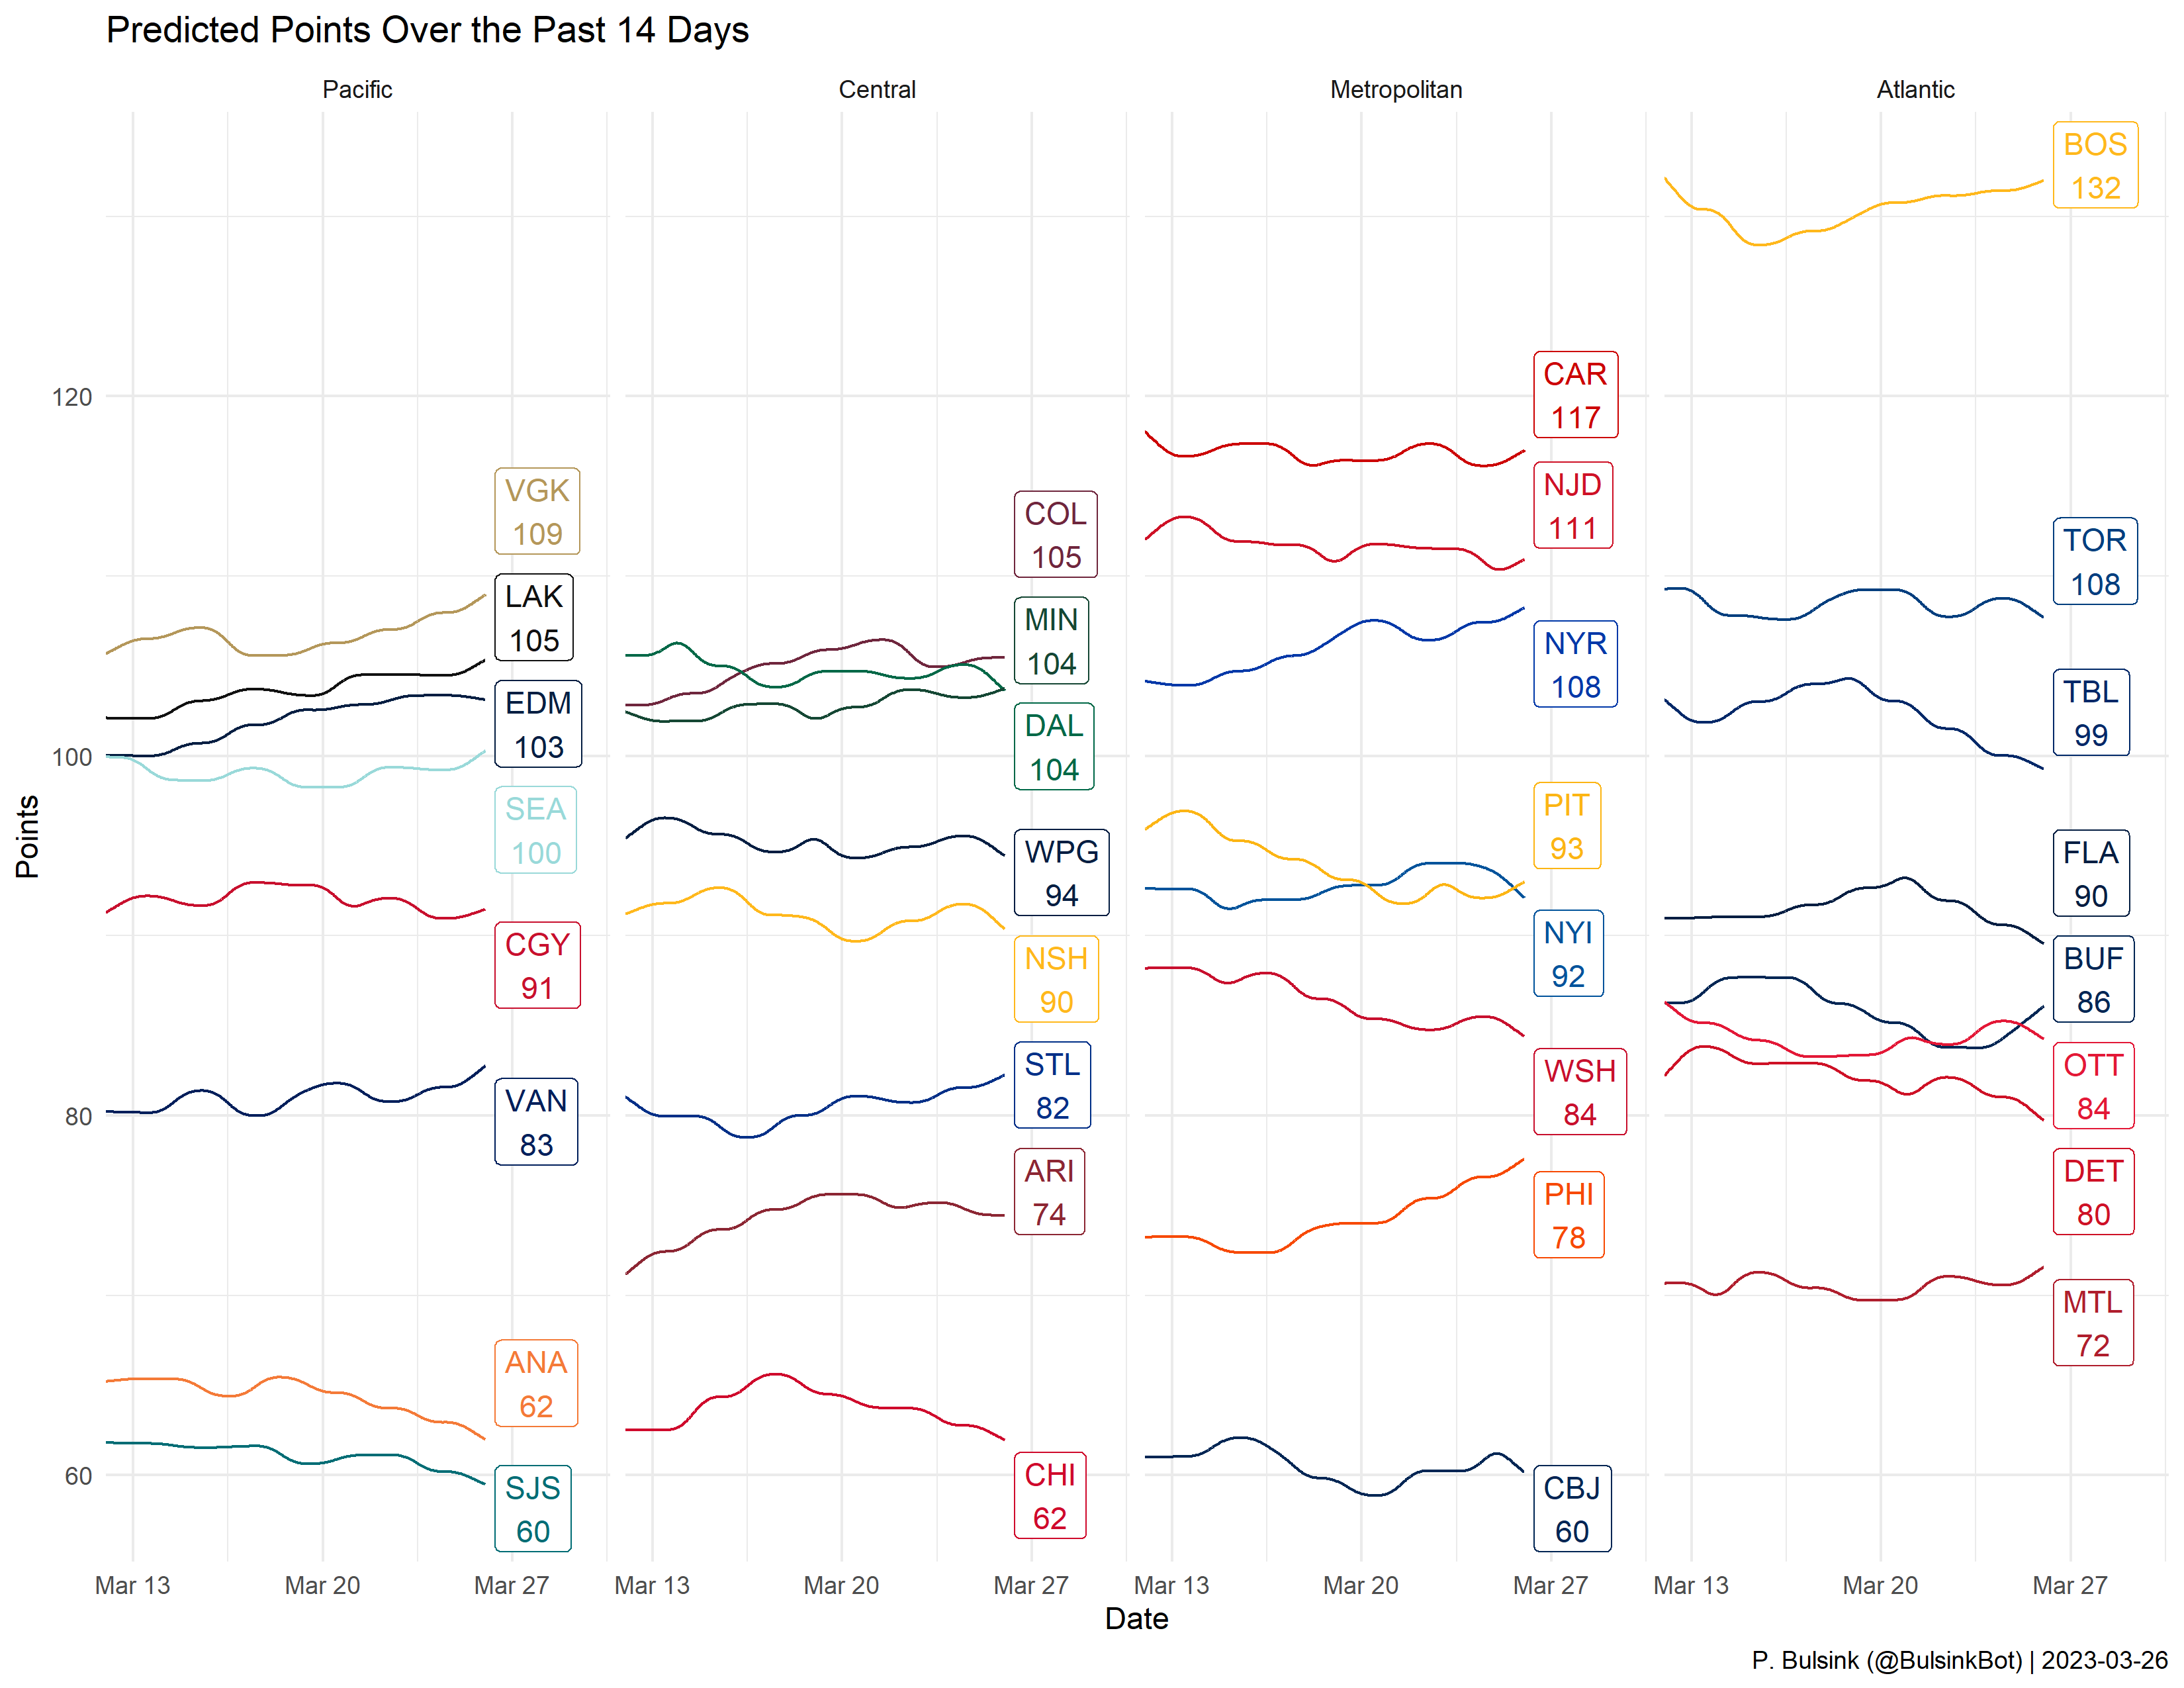 Predicted Points Over the Past 14 Days
Pacific
Central
Metropolitan
Atlantic
Points
120
100
80
60
VGK
109
LAK
105
EDM
103
SEA
100
CGY
91
VAN
83
ANA
62
SJS
60
COL
105
MIN
104
DAL
104
WPG
94
NSH
90
STL
82
ARI
74
CHI
62
CAR
117
NJD
111
NYR
108
PIT
93
NYI
92
WSH
84
PHI
78
CBJ
60
BOS
132
TOR
108
TBL
99
FLA
90
BUF
86
OTT
84
DET
80
MTL
72
Mar 13 Mar 20 Mar 27
Mar 13 Mar 20 Mar 27
Mar 13 Mar 20 Mar 27
Mar 13 Mar 20 Mar 27
Date
P. Bulsink (@BulsinkBot) | 2023-03-26